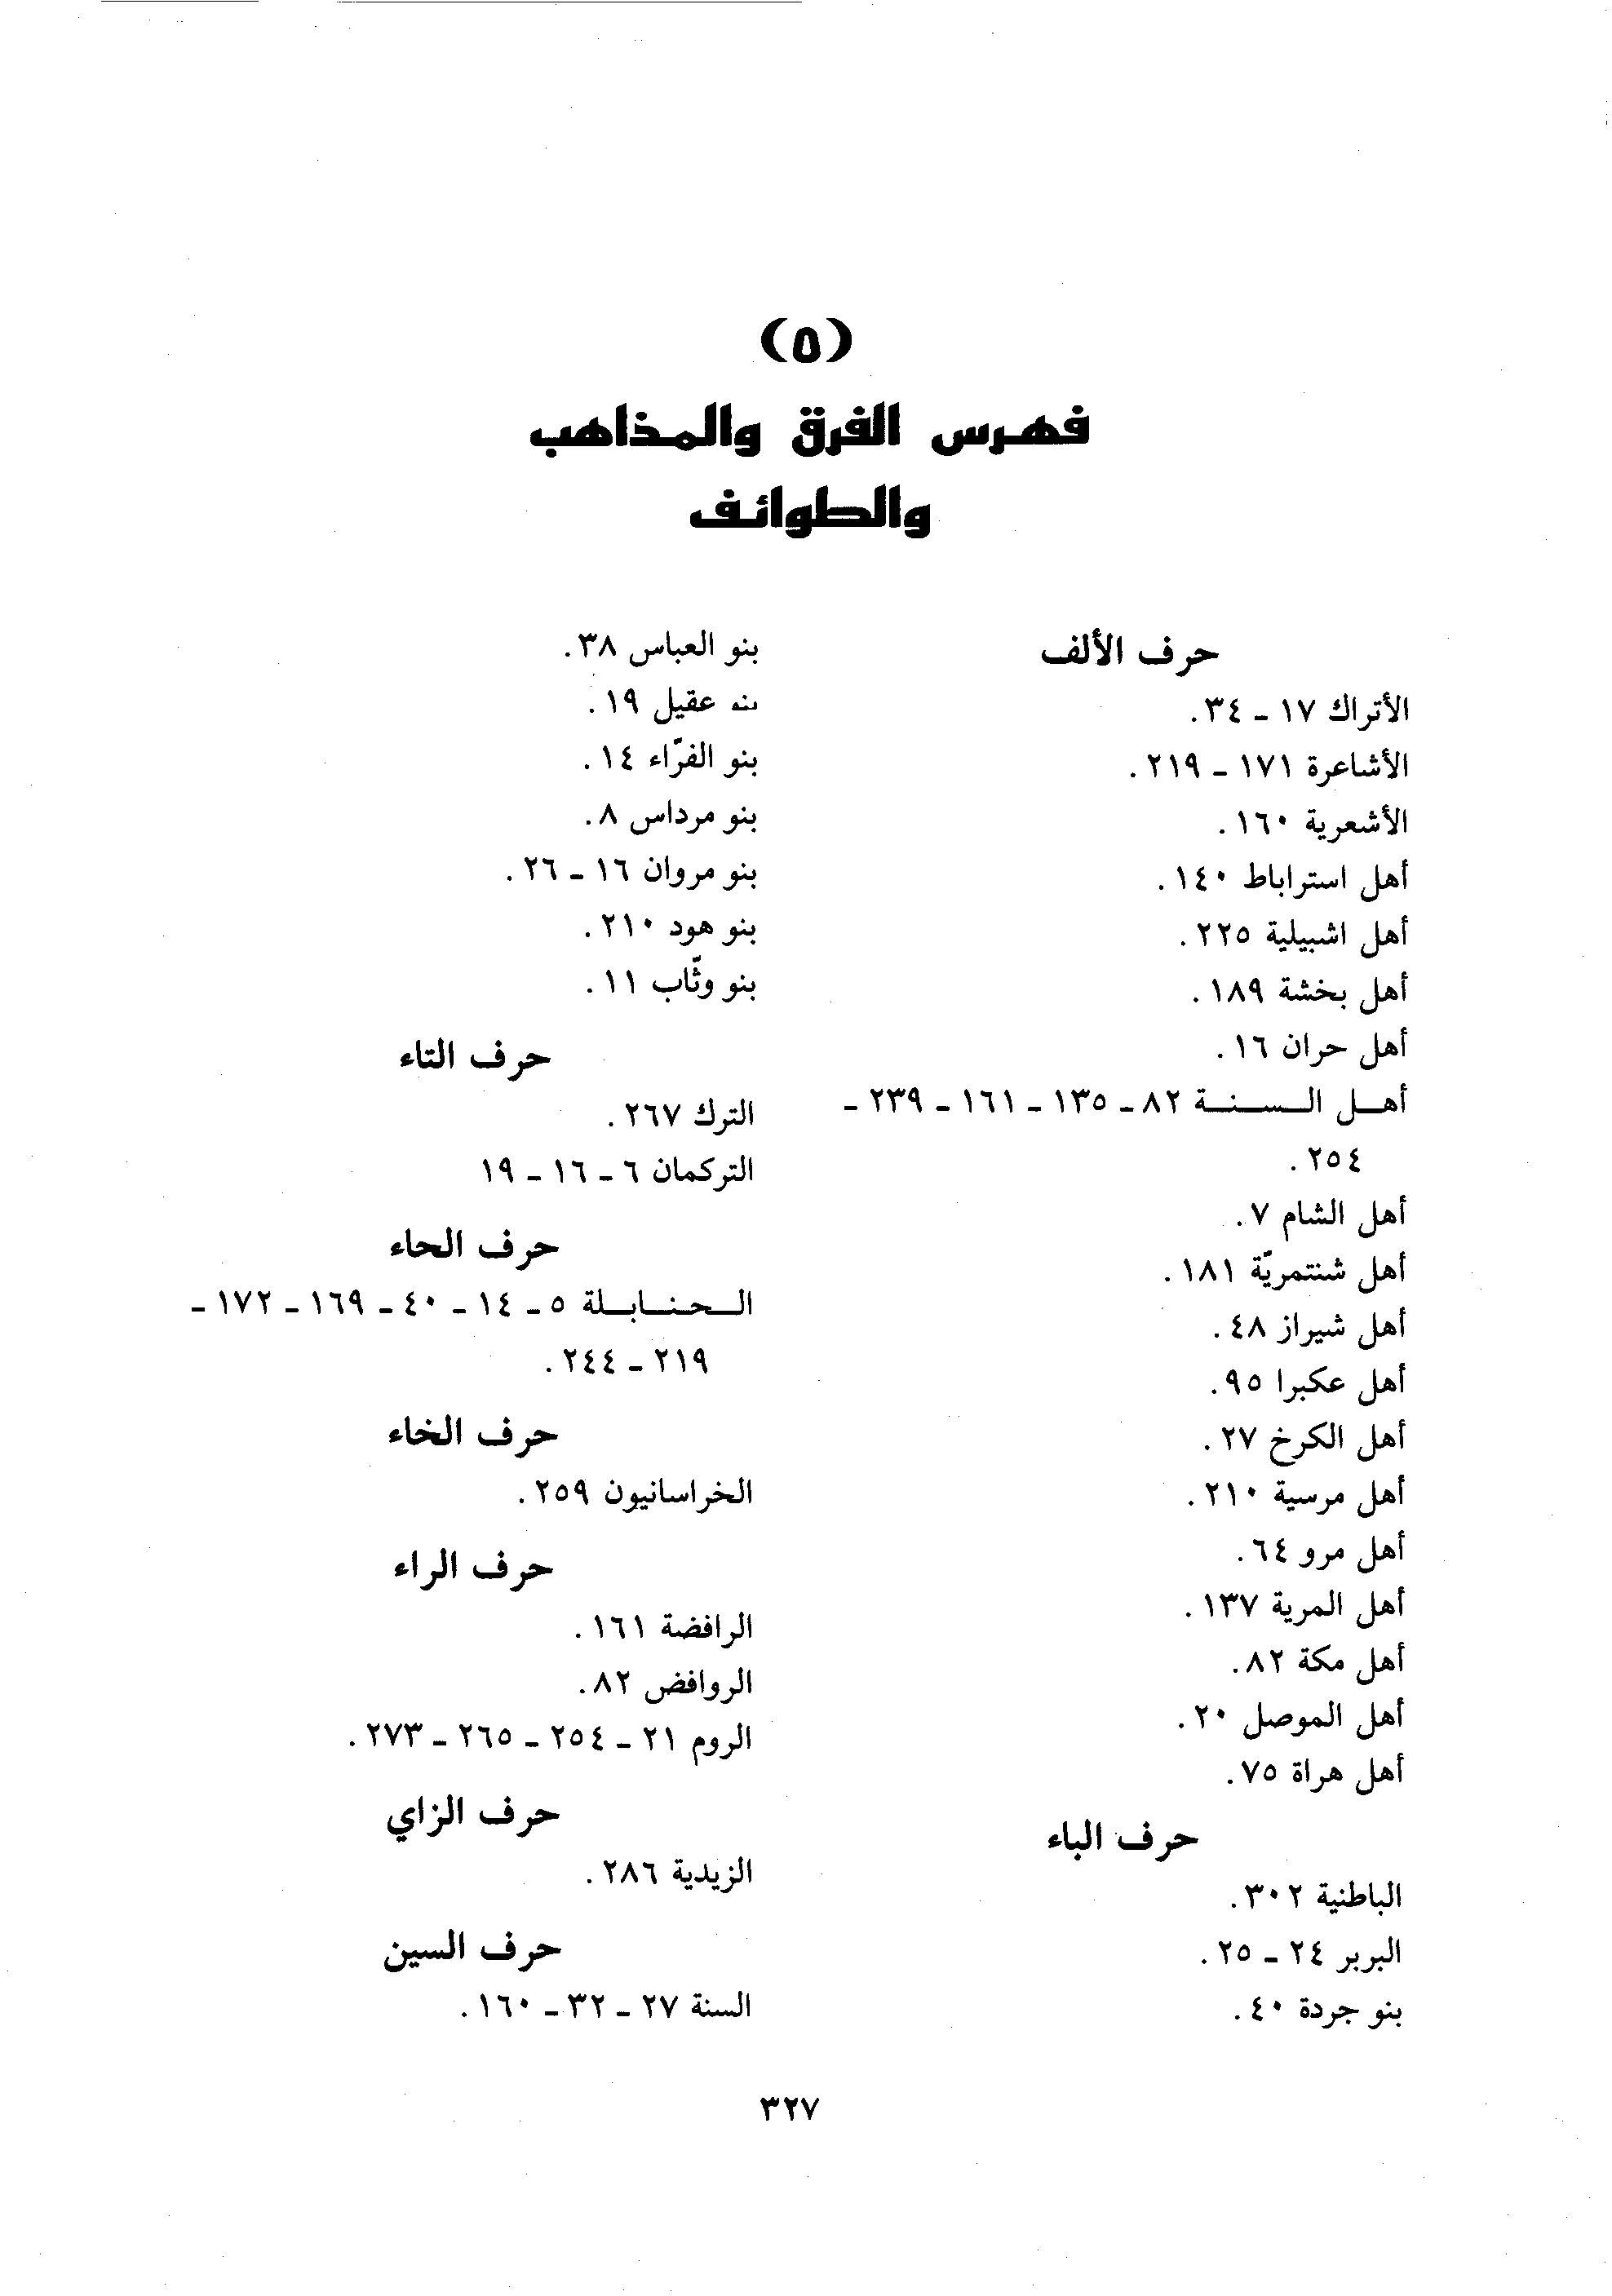 (٥)
فهرس الفرق والمذاهب
والطوائف
حرف الألف
الأتراك ١٧ ـ ٣٤.
الأشاعرة ١٧١ ـ ٢١٩.
الأشعرية ١٦٠.
أهل استراباط ١٤٠.
أهل اشبيلية ٢٢٥.
أهل بخشة ١٨٩.
أهل حران ١٦.
أهل السنة ٨٢ ـ ١٣٥ ـ ١٦١ ـ ٢٣٩ ـ
٢٥٤.
أهل الشام ٧.
أهل شنتمريّة ١٨١.
أهل شيراز ٤٨.
أهل عكبرا ٩٥.
أهل الكرخ ٢٧.
أهل مرسية ٢١٠.
أهل مرو ٦٤.
أهل المرية ١٣٧.
أهل مكة ٨٢.
أهل الموصل ٢٠.
أهل هراة ٧٥.
حرف الباء
الباطنية ٣٠٢.
البربر ٢٤ ـ ٢٥.
بنو جردة ٤٠.
بنو العباس ٣٨.
بنو عقيل ١٩.
بنو الفرّاء ١٤.
بنو مرداس ٨.
بنو مروان ١٦ ـ ٢٦.
بنو هود ٢١٠.
بنو وثّاب ١١.
حرف التاء
الترك ٢٦٧.
التركمان ٦ ـ ١٦ ـ ١٩
حرف الحاء
الحنابلة ٥ ـ ١٤ ـ ٤٠ ـ ١٦٩ ـ ١٧٢ ـ
٢١٩ ـ ٢٤٤.
حرف الخاء
الخراسانيون ٢٥٩.
حرف الراء
الرافضة ١٦١.
الروافض ٨٢.
الروم ٢١ ـ ٢٥٤ ـ ٢٦٥ ـ ٢٧٣.
حرف الزاي
الزيدية ٢٨٦.
حرف السين
السنة ٢٧ ـ ٣٢ ـ ١٦٠.
٣٢٧